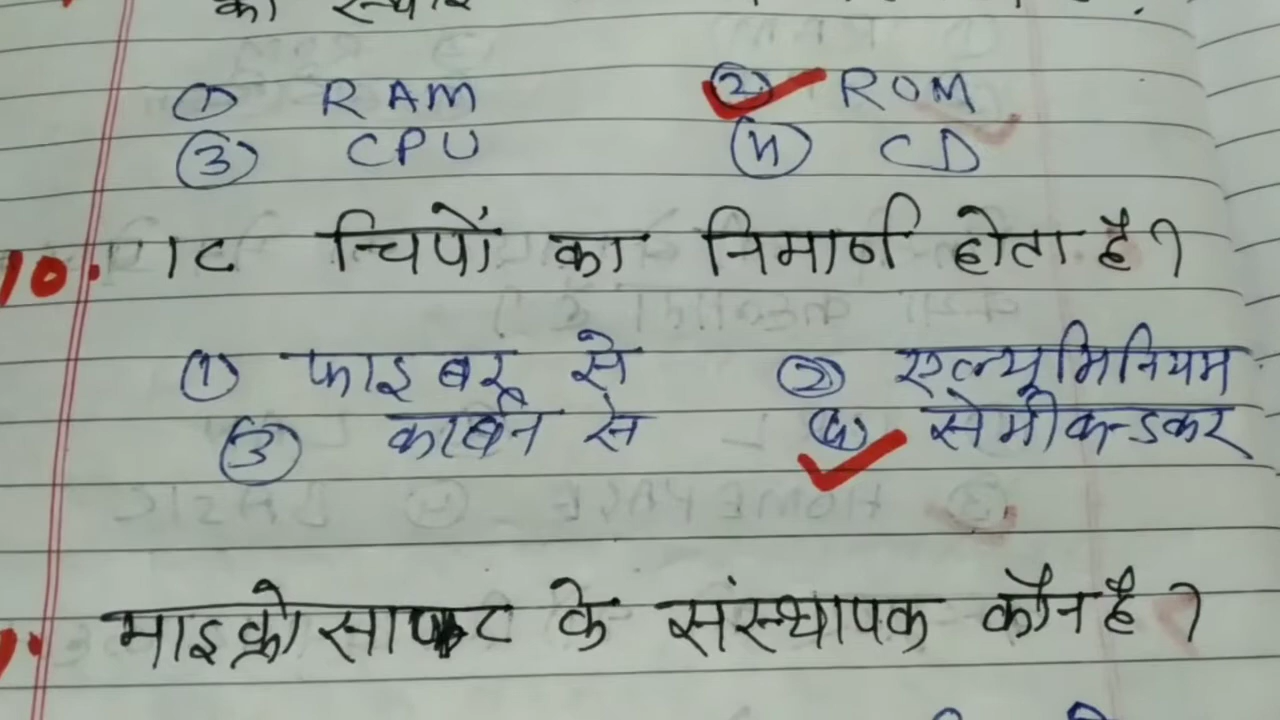 ① RAM ② ROM
③ CPU ④ CD
10. ाट चिपों का निमार्ण होता है?
① फाइबर से ② एल्यूमिनियम
③ कार्बन से ④ सेमीकन्डकर
माइक्रोसाफ्ट के संस्थापक कौन है?